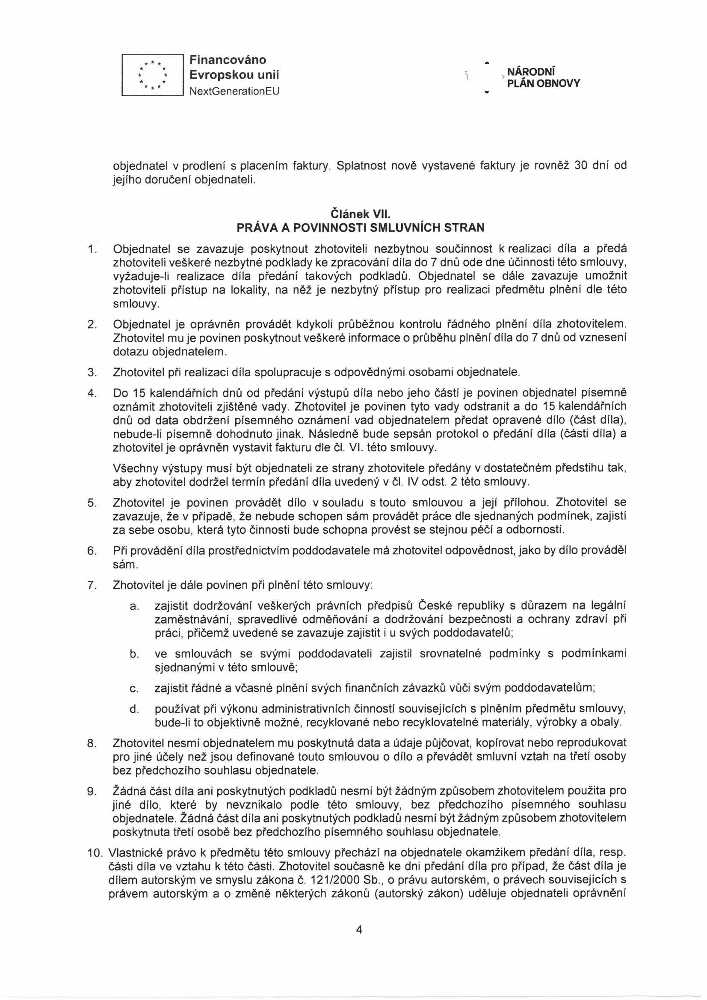 Financováno
Evropskou unií
NextGenerationEU
NÁRODNÍ
PLÁN OBNOVY
objednatel v prodlení s placením faktury. Splatnost nově vystavené faktury je rovněž 30 dní od
jejího doručení objednateli.
Článek VII.
PRÁVA A POVINNOSTI SMLUVNÍCH STRAN
1. Objednatel se zavazuje poskytnout zhotoviteli nezbytnou součinnost k realizaci díla a předá
zhotoviteli veškeré nezbytné podklady ke zpracování díla do 7 dnů ode dne účinnosti této smlouvy,
vyžaduje-li realizace díla předání takových podkladů. Objednatel se dále zavazuje umožnit
zhotoviteli přístup na lokality, na něž je nezbytný přístup pro realizaci předmětu plnění dle této
smlouvy.
2. Objednatel je oprávněn provádět kdykoli průběžnou kontrolu řádného plnění díla zhotovitelem.
Zhotovitel mu je povinen poskytnout veškeré informace o průběhu plnění díla do 7 dnů od vznesení
dotazu objednatelem.
3. Zhotovitel při realizaci díla spolupracuje s odpovědnými osobami objednatele.
4. Do 15 kalendářních dnů od předání výstupů díla nebo jeho částí je povinen objednatel písemně
oznámit zhotoviteli zjištěné vady. Zhotovitel je povinen tyto vady odstranit a do 15 kalendářních
dnů od data obdržení písemného oznámení vad objednatelem předat opravené dílo (část díla),
nebude-li písemně dohodnuto jinak. Následně bude sepsán protokol o předání díla (části díla) a
zhotovitel je oprávněn vystavit fakturu dle čl. VI. této smlouvy.
Všechny výstupy musí být objednateli ze strany zhotovitele předány v dostatečném předstihu tak,
aby zhotovitel dodržel termín předání díla uvedený v čl. IV odst. 2 této smlouvy.
5. Zhotovitel je povinen provádět dílo v souladu s touto smlouvou a její přílohou. Zhotovitel se
zavazuje, že v případě, že nebude schopen sám provádět práce dle sjednaných podmínek, zajistí
za sebe osobu, která tyto činnosti bude schopna provést se stejnou péčí a odborností.
6. Při provádění díla prostřednictvím poddodavatele má zhotovitel odpovědnost, jako by dílo prováděl
sám.
7. Zhotovitel je dále povinen při plnění této smlouvy:
a. zajistit dodržování veškerých právních předpisů České republiky s důrazem na legální
zaměstnávání, spravedlivé odměňování a dodržování bezpečnosti a ochrany zdraví při
práci, přičemž uvedené se zavazuje zajistit i u svých poddodavatelů;
b. ve smlouvách se svými poddodavateli zajistil srovnatelné podmínky s podmínkami
sjednanými v této smlouvě;
c. zajistit řádné a včasné plnění svých finančních závazků vůči svým poddodavatelům;
d. používat při výkonu administrativních činností souvisejících s plněním předmětu smlouvy,
bude-li to objektivně možné, recyklované nebo recyklovatelné materiály, výrobky a obaly.
8. Zhotovitel nesmí objednatelem mu poskytnutá data a údaje půjčovat, kopírovat nebo reprodukovat
pro jiné účely než jsou definované touto smlouvou o dílo a převádět smluvní vztah na třetí osoby
bez předchozího souhlasu objednatele.
9. Žádná část díla ani poskytnutých podkladů nesmí být žádným způsobem zhotovitelem použita pro
jiné dílo, které by nevznikalo podle této smlouvy, bez předchozího písemného souhlasu
objednatele. Žádná část díla ani poskytnutých podkladů nesmí být žádným způsobem zhotovitelem
poskytnuta třetí osobě bez předchozího písemného souhlasu objednatele.
10. Vlastnické právo k předmětu této smlouvy přechází na objednatele okamžikem předání díla, resp.
části díla ve vztahu k této části. Zhotovitel současně ke dni předání díla pro případ, že část díla je
dílem autorským ve smyslu zákona č. 121/2000 Sb., o právu autorském, o právech souvisejících s
právem autorským a o změně některých zákonů (autorský zákon) uděluje objednateli oprávnění
4